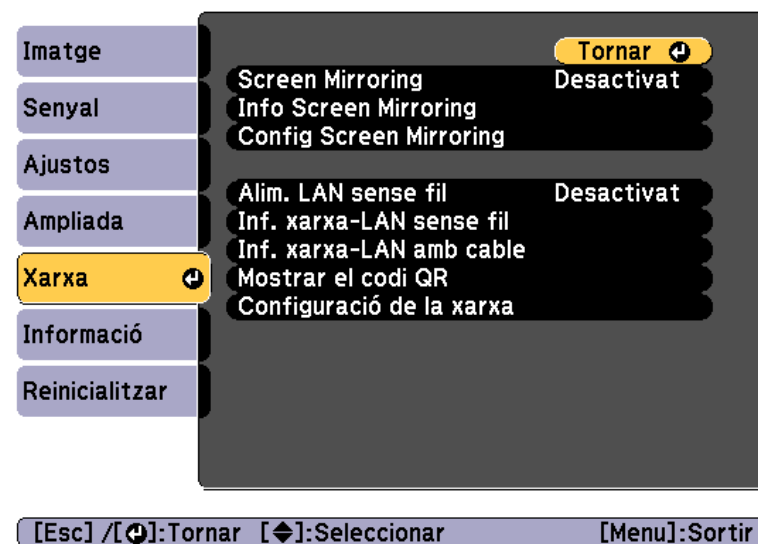 Imatge
Senyal
Ajustos
Ampliada
Xarxa
Informació
Reinicialitzar
Tornar
Screen Mirroring Desactivat
Info Screen Mirroring
Config Screen Mirroring
Alim. LAN sense fil Desactivat
Inf. xarxa-LAN sense fil
Inf. xarxa-LAN amb cable
Mostrar el codi QR
Configuració de la xarxa
[Esc] /[⏎]:Tornar [◆]:Seleccionar [Menu]:Sortir